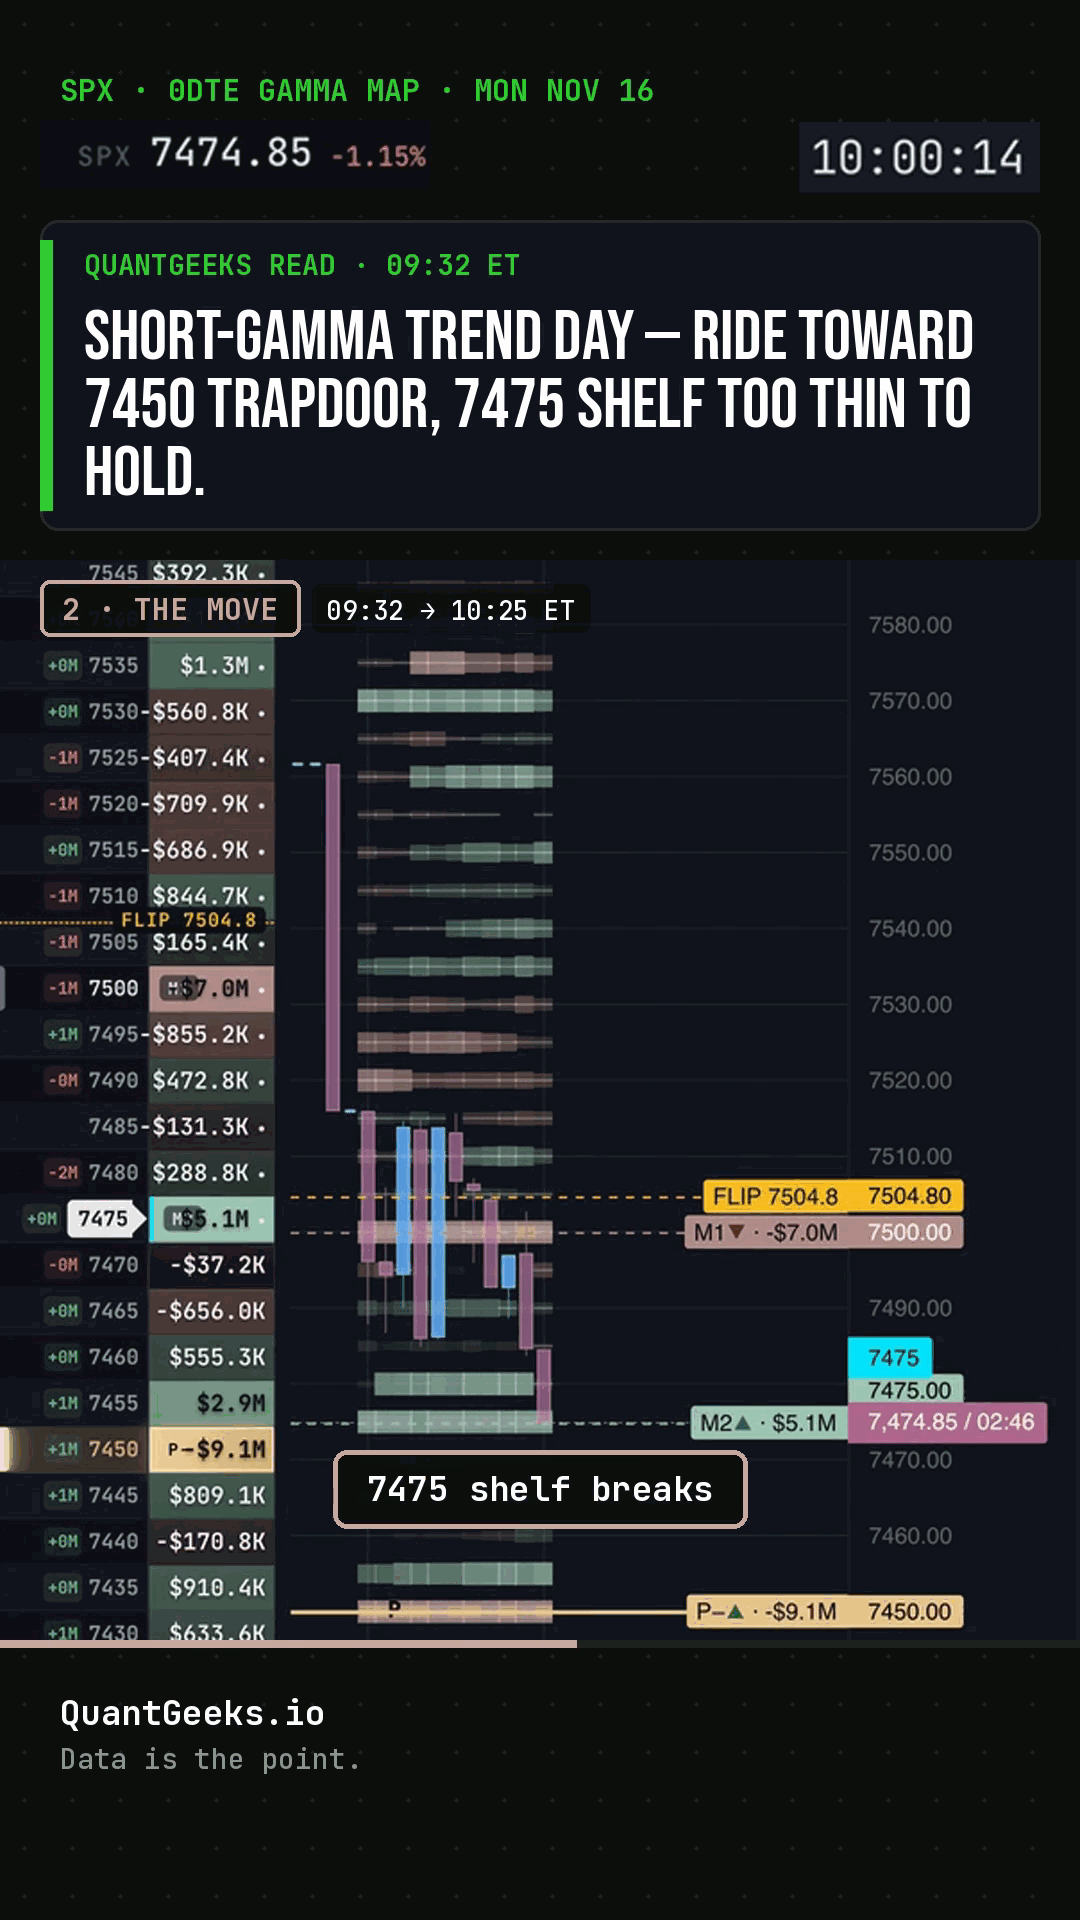 SPX · 0DTE GAMMA MAP · MON NOV 16
SPX 7474.85 -1.15%
10:00:14
QUANTGEEKS READ · 09:32 ET
SHORT-GAMMA TREND DAY — RIDE TOWARD
7450 TRAPDOOR, 7475 SHELF TOO THIN TO
HOLD.
7545 $392.3K
2 · THE MOVE 09:32 → 10:25 ET
7580.00
+0M 7535 $1.3M
7570.00
+0M 7530 -$560.8K
-1M 7525 -$407.4K
7560.00
-1M 7520 -$709.9K
+0M 7515 -$686.9K
7550.00
-1M 7510 $844.7K
FLIP 7504.8
7540.00
-1M 7505 $165.4K
-1M 7500 $7.0M
7530.00
+1M 7495 -$855.2K
-0M 7490 $472.8K
7520.00
7485 -$131.3K
7510.00
-2M 7480 $288.8K
FLIP 7504.8 7504.80
+0M 7475 $5.1M
M1▼ · -$7.0M 7500.00
-0M 7470 -$37.2K
+0M 7465 -$656.0K
7490.00
+0M 7460 $555.3K
7475
7475.00
+1M 7455 $2.9M
M2▲ · $5.1M 7,474.85 / 02:46
+1M 7450 P− -$9.1M
7470.00
+1M 7445 $809.1K
7475 shelf breaks
+0M 7440 -$170.8K
7460.00
+0M 7435 $910.4K
P
P−▲ · -$9.1M 7450.00
+1M 7430 $633.6K
QuantGeeks.io
Data is the point.